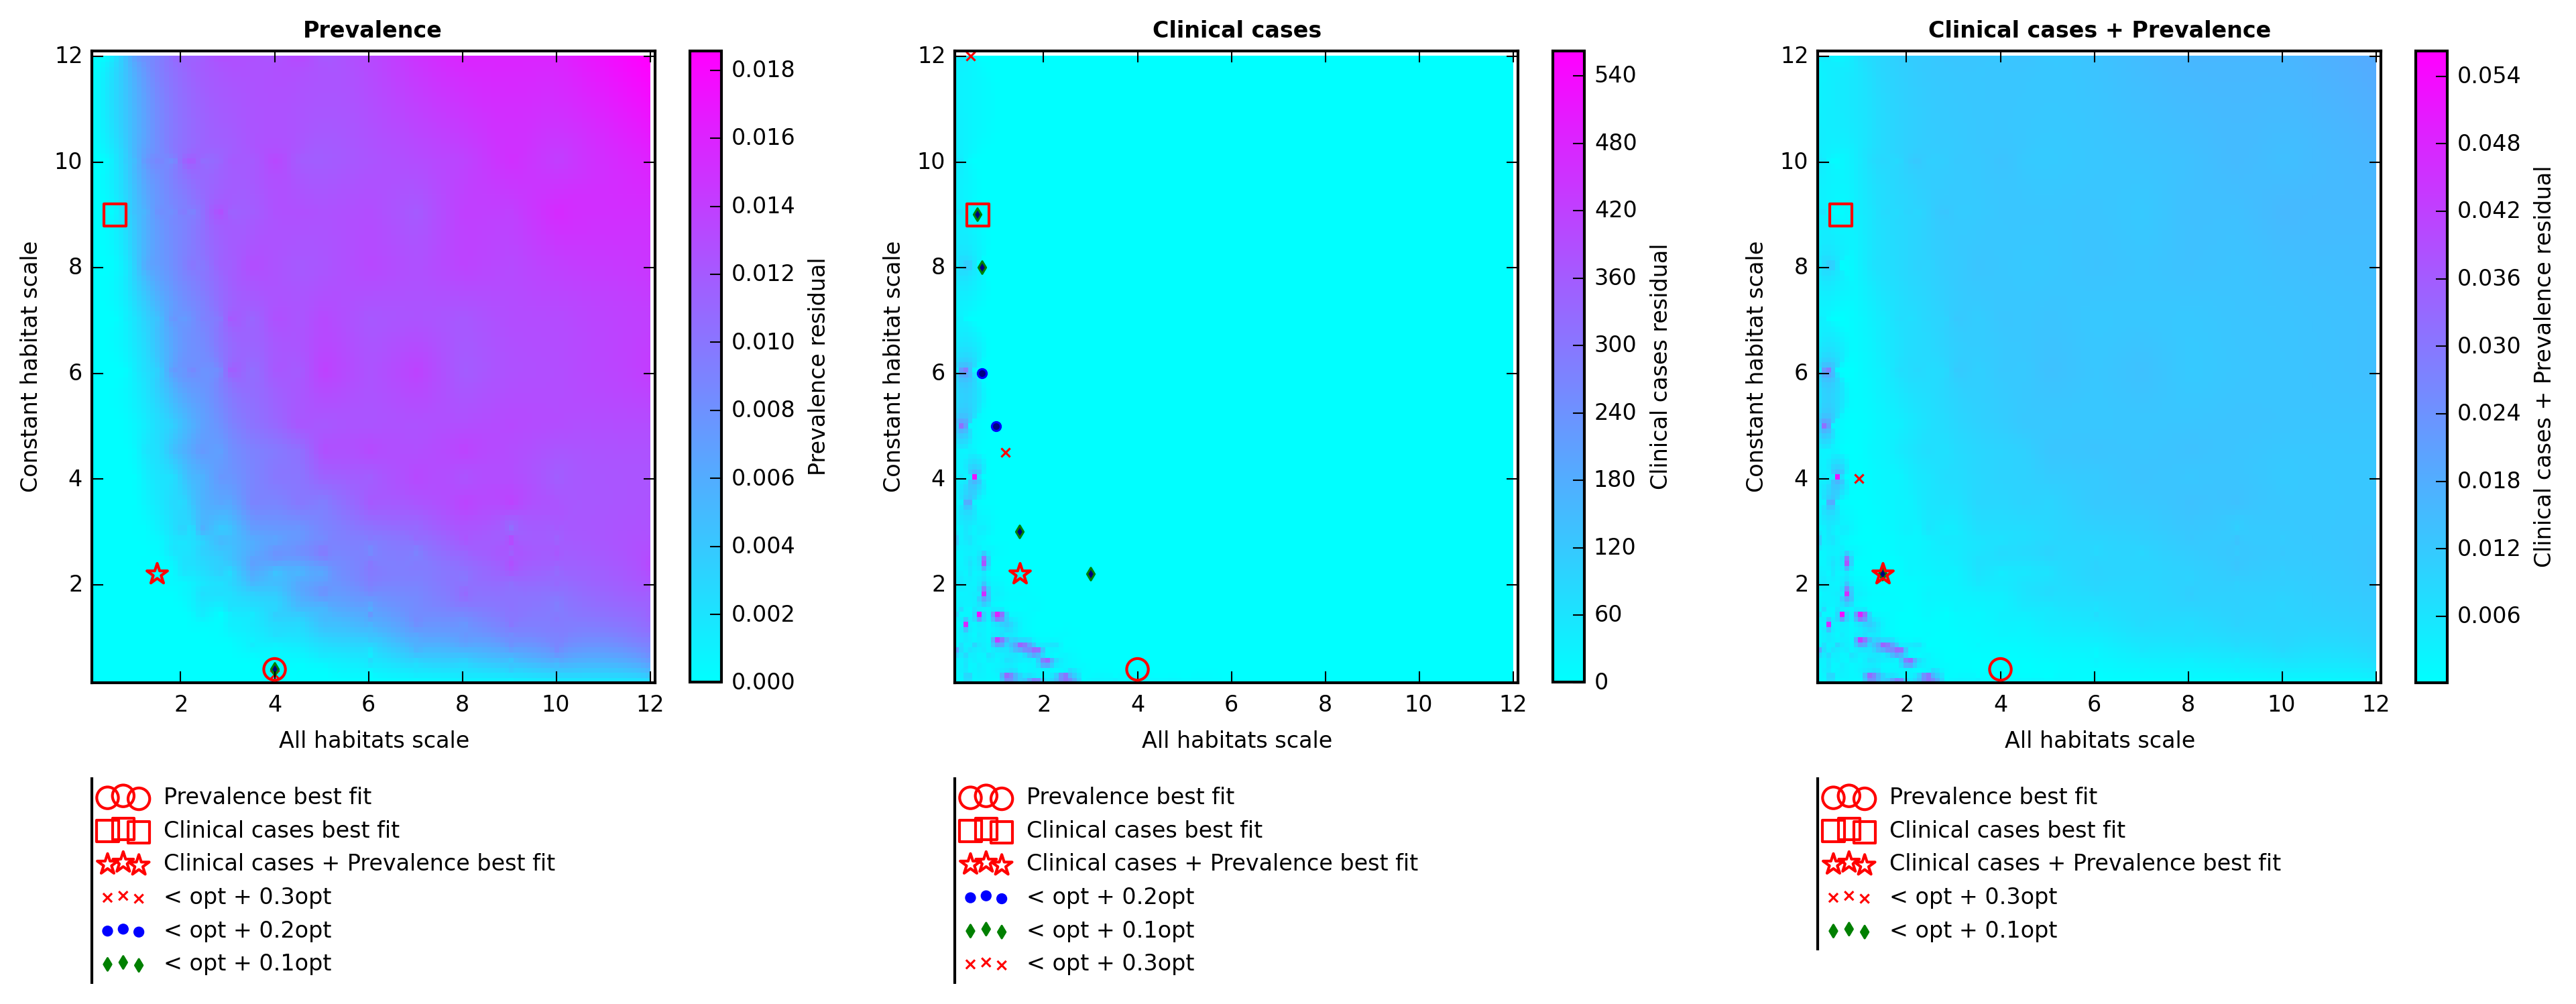 Prevalence
12
10
8
6
4
2
Constant habitat scale
2 4 6 8 10 12
All habitats scale
0.018
0.016
0.014
0.012
0.010
0.008
0.006
0.004
0.002
0.000
Prevalence residual
Prevalence best fit
Clinical cases best fit
Clinical cases + Prevalence best fit
< opt + 0.3opt
< opt + 0.2opt
< opt + 0.1opt
Clinical cases
12
10
8
6
4
2
Constant habitat scale
2 4 6 8 10 12
All habitats scale
540
480
420
360
300
240
180
120
60
0
Clinical cases residual
Prevalence best fit
Clinical cases best fit
Clinical cases + Prevalence best fit
< opt + 0.2opt
< opt + 0.1opt
< opt + 0.3opt
Clinical cases + Prevalence
12
10
8
6
4
2
Constant habitat scale
2 4 6 8 10 12
All habitats scale
0.054
0.048
0.042
0.036
0.030
0.024
0.018
0.012
0.006
Clinical cases + Prevalence residual
Prevalence best fit
Clinical cases best fit
Clinical cases + Prevalence best fit
< opt + 0.3opt
< opt + 0.1opt